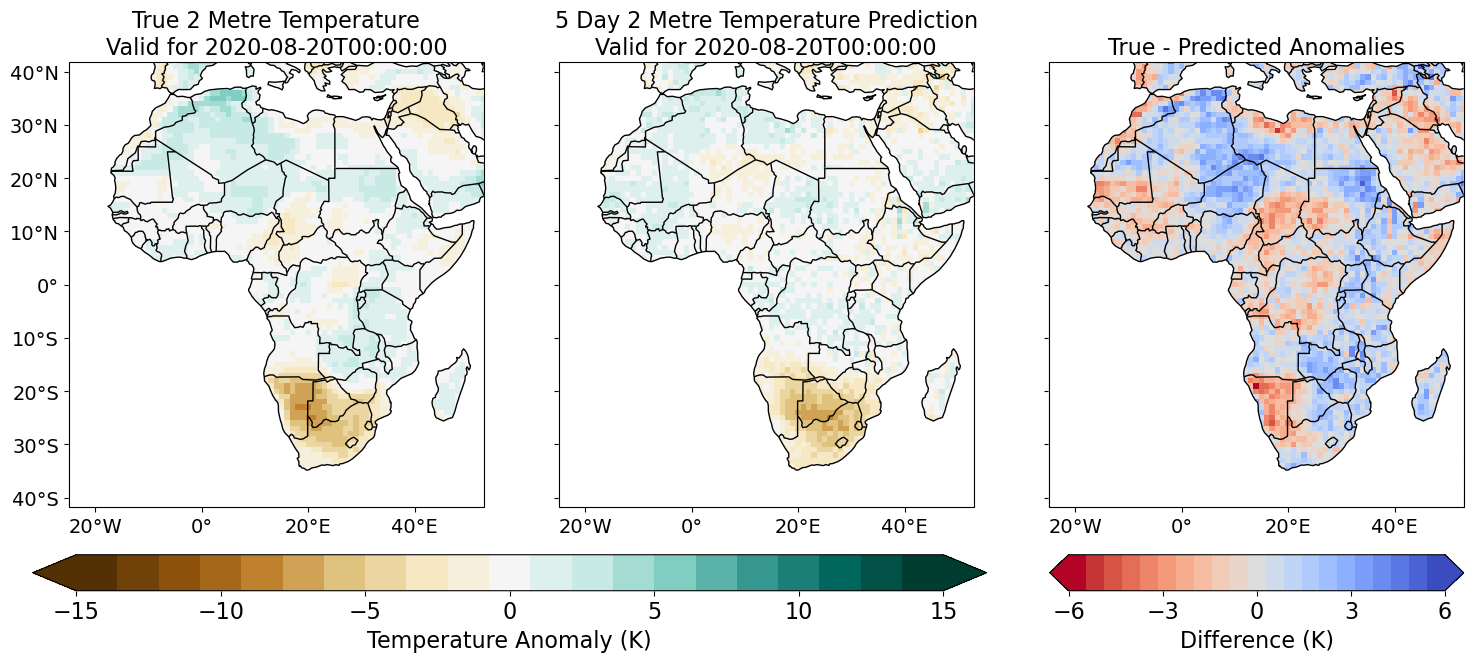 True 2 Metre Temperature
Valid for 2020-08-20T00:00:00
5 Day 2 Metre Temperature Prediction
Valid for 2020-08-20T00:00:00
True - Predicted Anomalies
40°N
30°N
20°N
10°N
0°
10°S
20°S
30°S
40°S
20°W 0° 20°E 40°E
20°W 0° 20°E 40°E
20°W 0° 20°E 40°E
−15 −10 −5 0 5 10 15
Temperature Anomaly (K)
−6 −3 0 3 6
Difference (K)